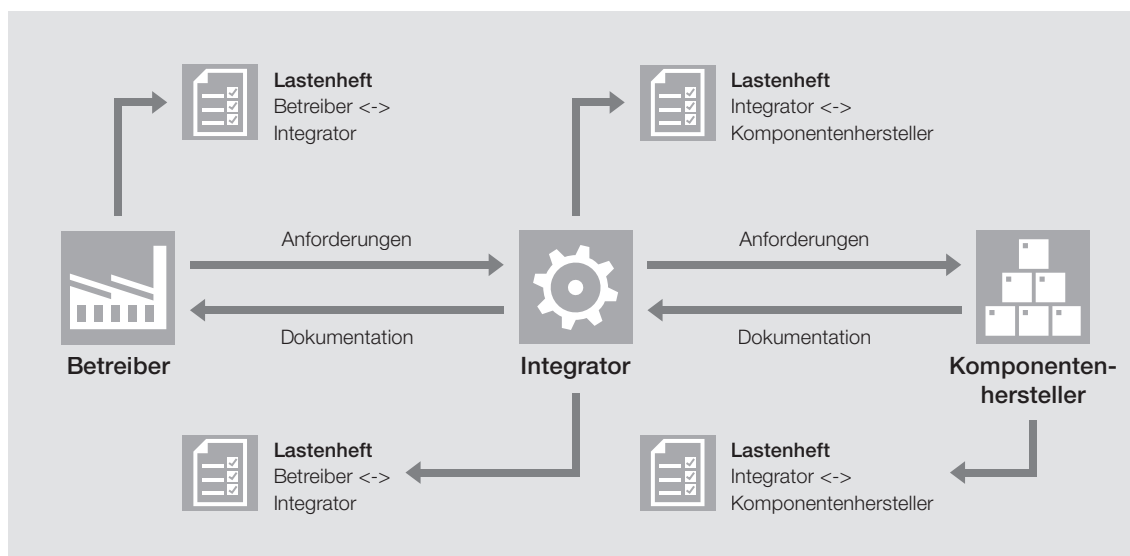 Lastenheft
Betreiber <->
Integrator
Lastenheft
Integrator <->
Komponentenhersteller
Anforderungen
Anforderungen
Dokumentation
Dokumentation
Betreiber
Integrator
Komponenten-
hersteller
Lastenheft
Betreiber <->
Integrator
Lastenheft
Integrator <->
Komponentenhersteller